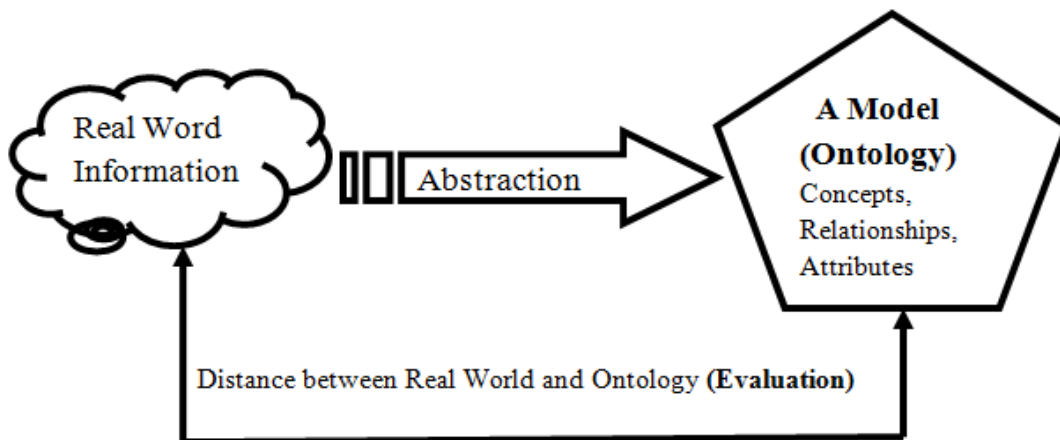 Real Word
Information
Abstraction
A Model
(Ontology)
Concepts,
Relationships,
Attributes
Distance between Real World and Ontology (Evaluation)